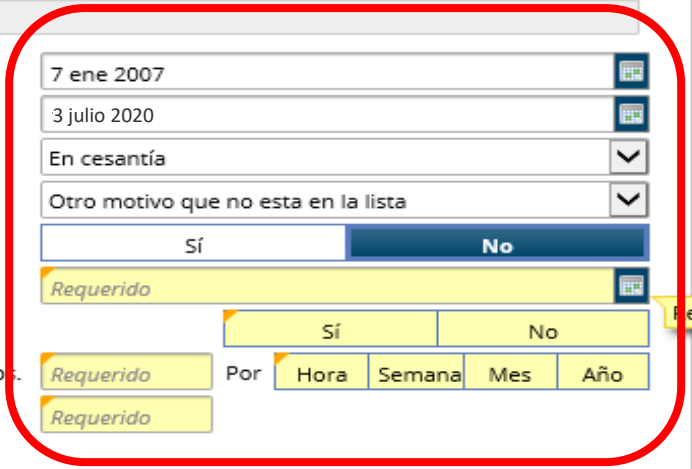 7 ene 2007
3 julio 2020
En cesantía
Otro motivo que no esta en la lista
Sí No
Requerido
Sí No
Requerido Por Hora Semana Mes Año
Requerido